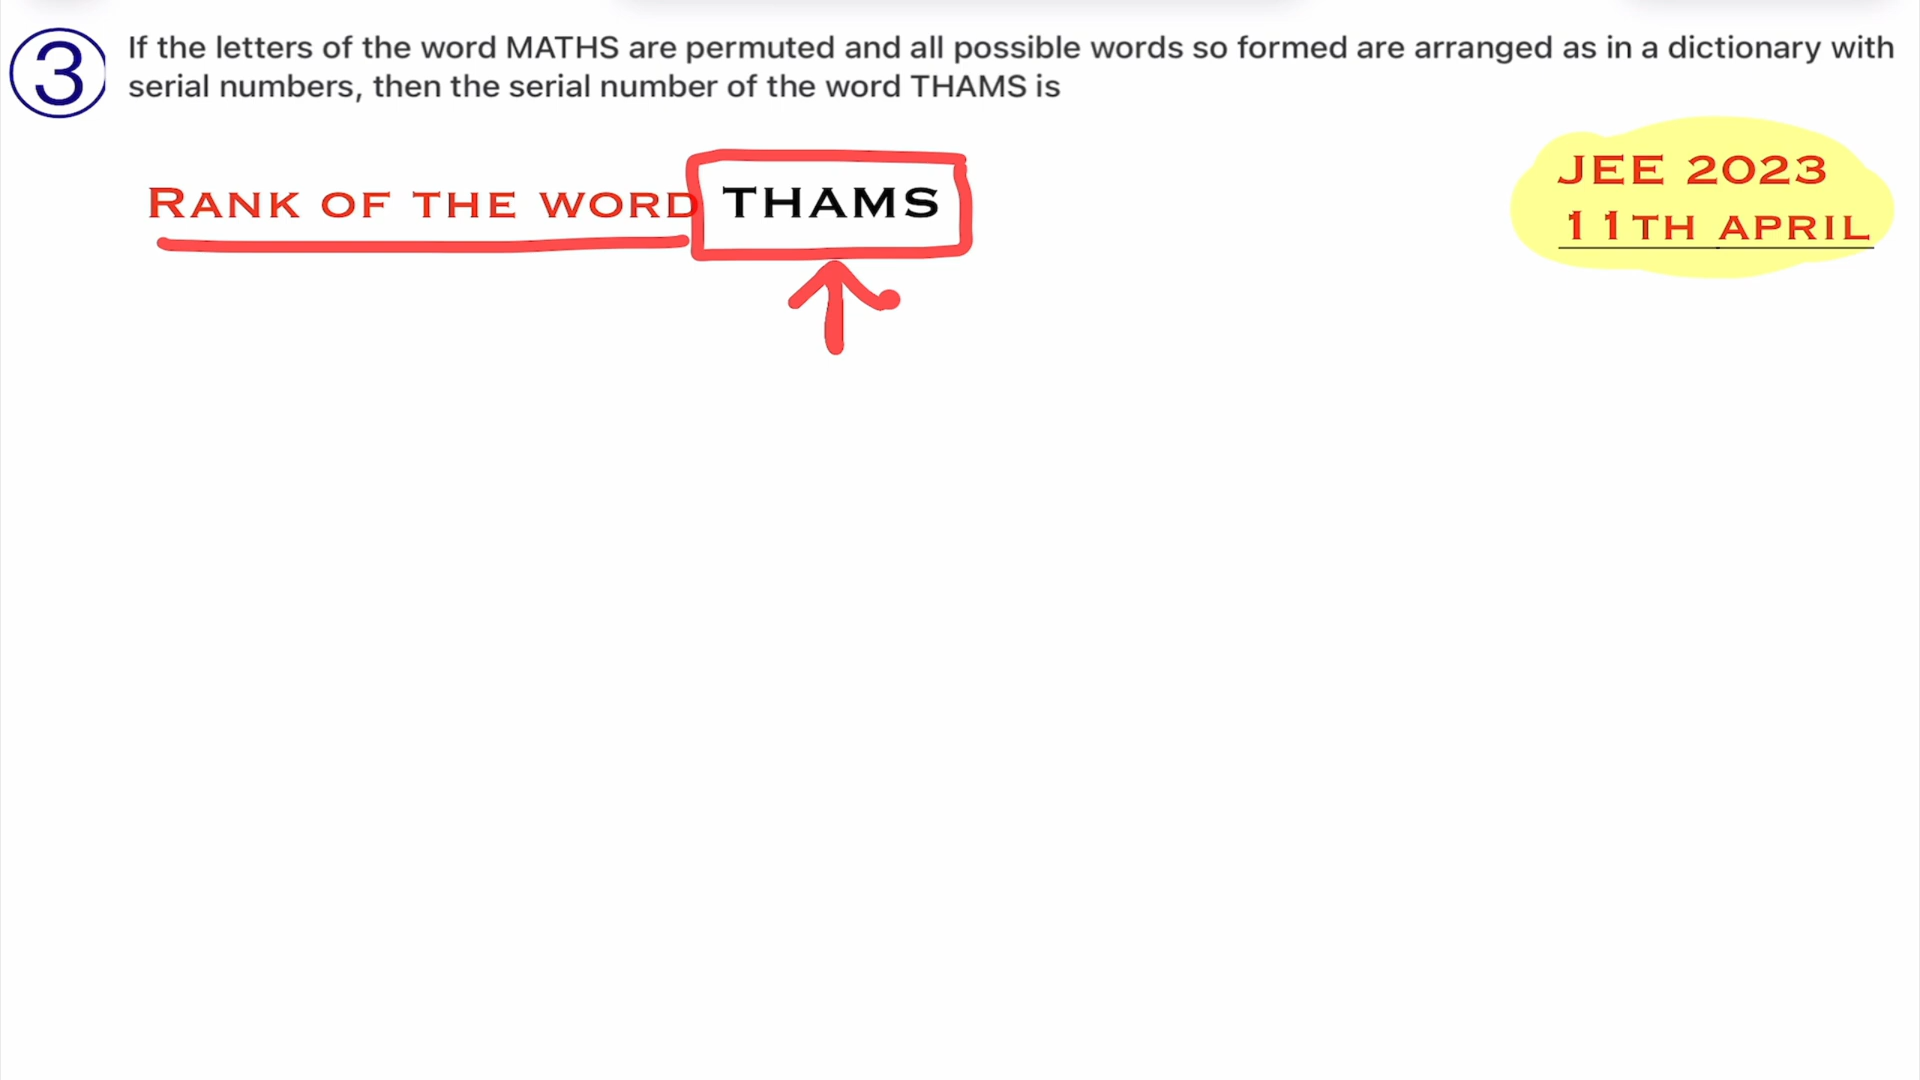 3 If the letters of the word MATHS are permuted and all possible words so formed are arranged as in a dictionary with
serial numbers, then the serial number of the word THAMS is
RANK OF THE WORD THAMS
JEE 2023
11TH APRIL